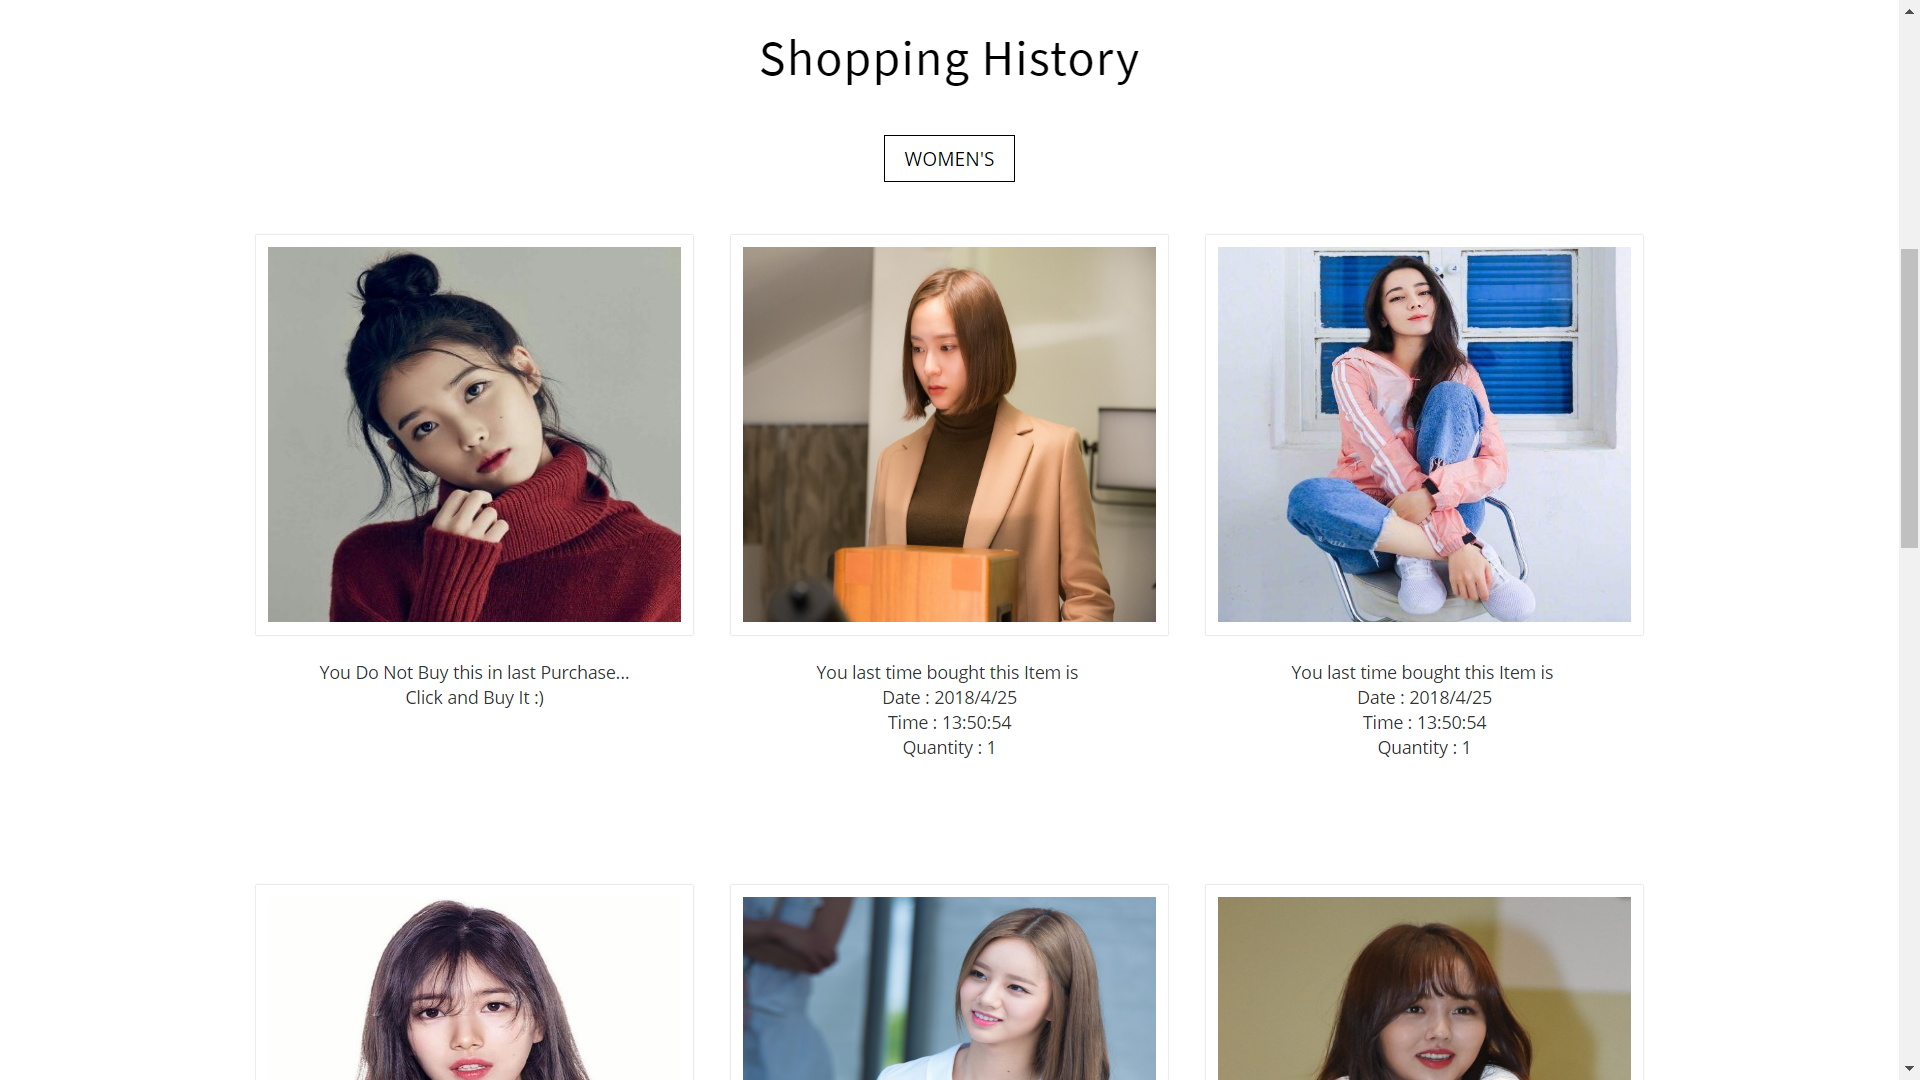 Shopping History
WOMEN'S
You Do Not Buy this in last Purchase...
Click and Buy It :)
You last time bought this Item is
Date : 2018/4/25
Time : 13:50:54
Quantity : 1
You last time bought this Item is
Date : 2018/4/25
Time : 13:50:54
Quantity : 1